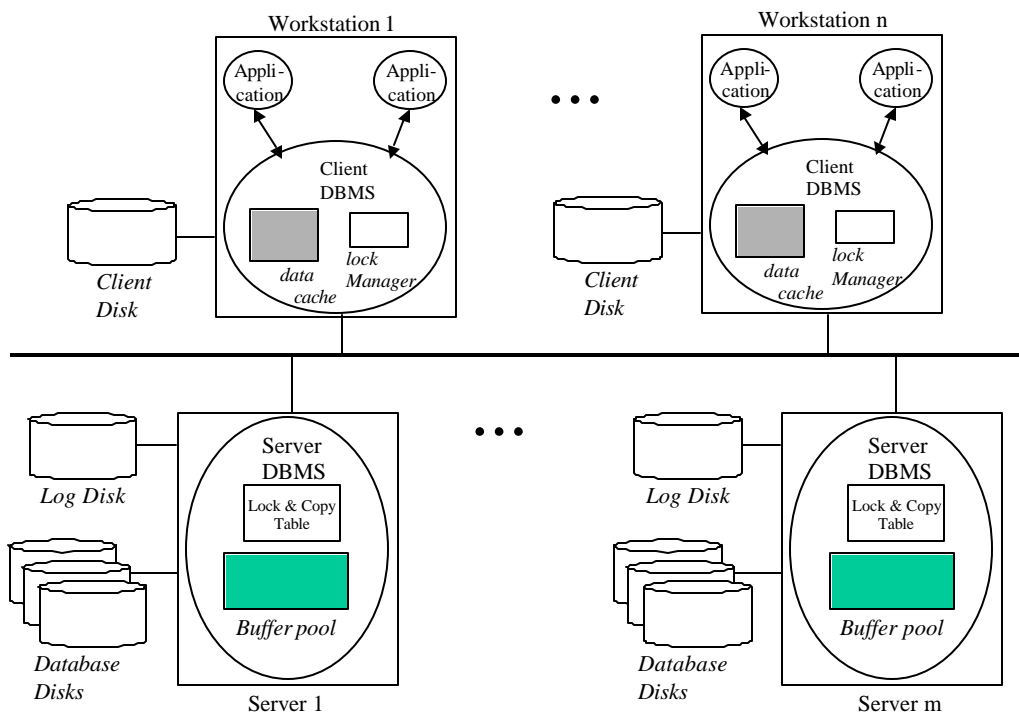 Workstation 1
Workstation n
Appli-
cation
Appli-
cation
Appli-
cation
Appli-
cation
Client
DBMS
Client
DBMS
data
cache
lock
Manager
data
cache
lock
Manager
Client
Disk
Client
Disk
Server
DBMS
Server
DBMS
Lock & Copy
Table
Lock & Copy
Table
Log Disk
Log Disk
Buffer pool
Buffer pool
Database
Disks
Database
Disks
Server 1
Server m